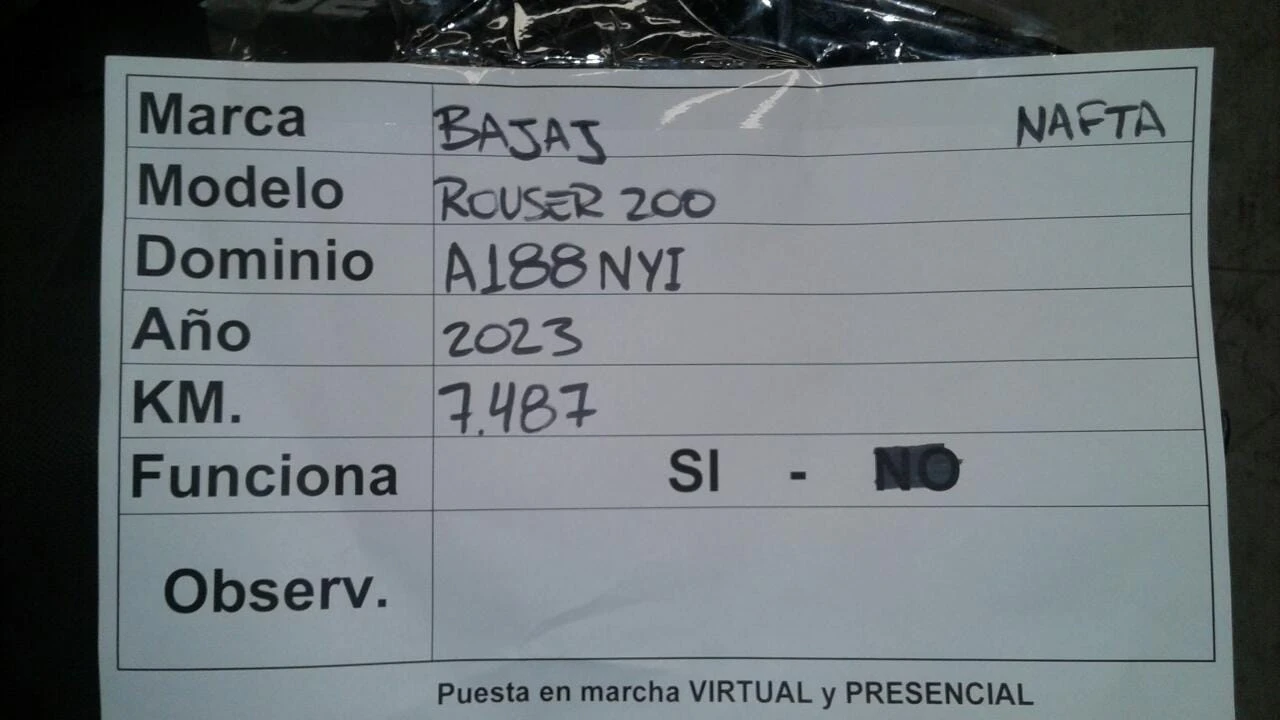 Marca BAJAJ NAFTA
Modelo ROUSER 200
Dominio A188NYI
Año 2023
KM. 7.487
Funciona SI - NO
Observ.
Puesta en marcha VIRTUAL y PRESENCIAL